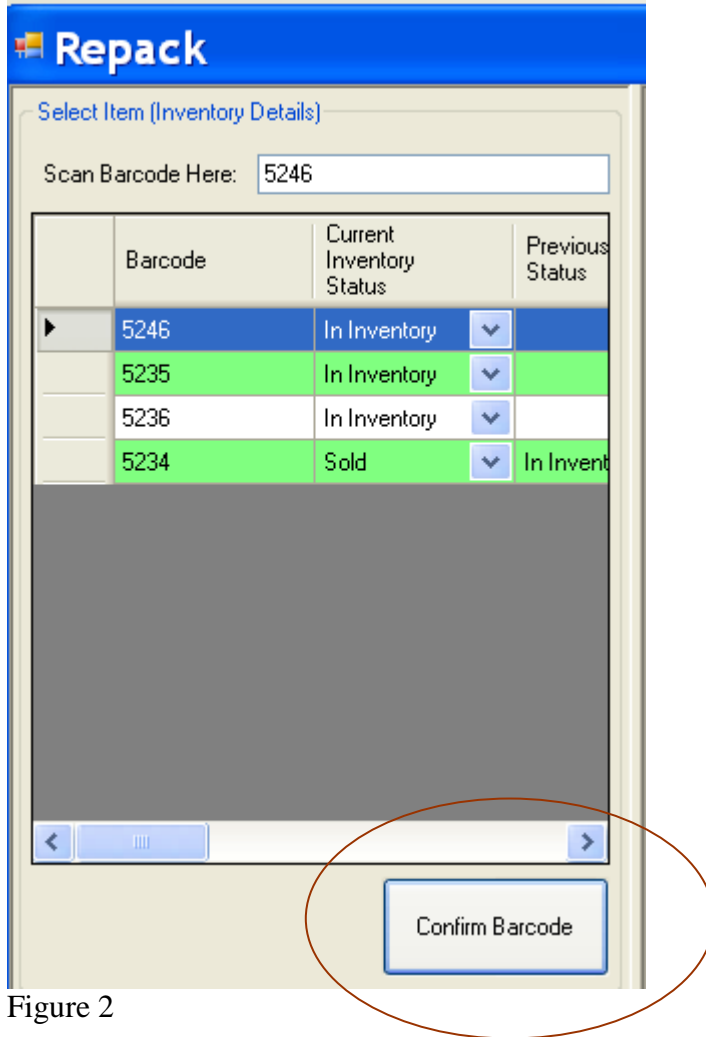 Repack
Select Item (Inventory Details)
Scan Barcode Here: 5246
Barcode Current Inventory Status Previous Status
5246 In Inventory
5235 In Inventory
5236 In Inventory
5234 Sold In Invent
Confirm Barcode
Figure 2